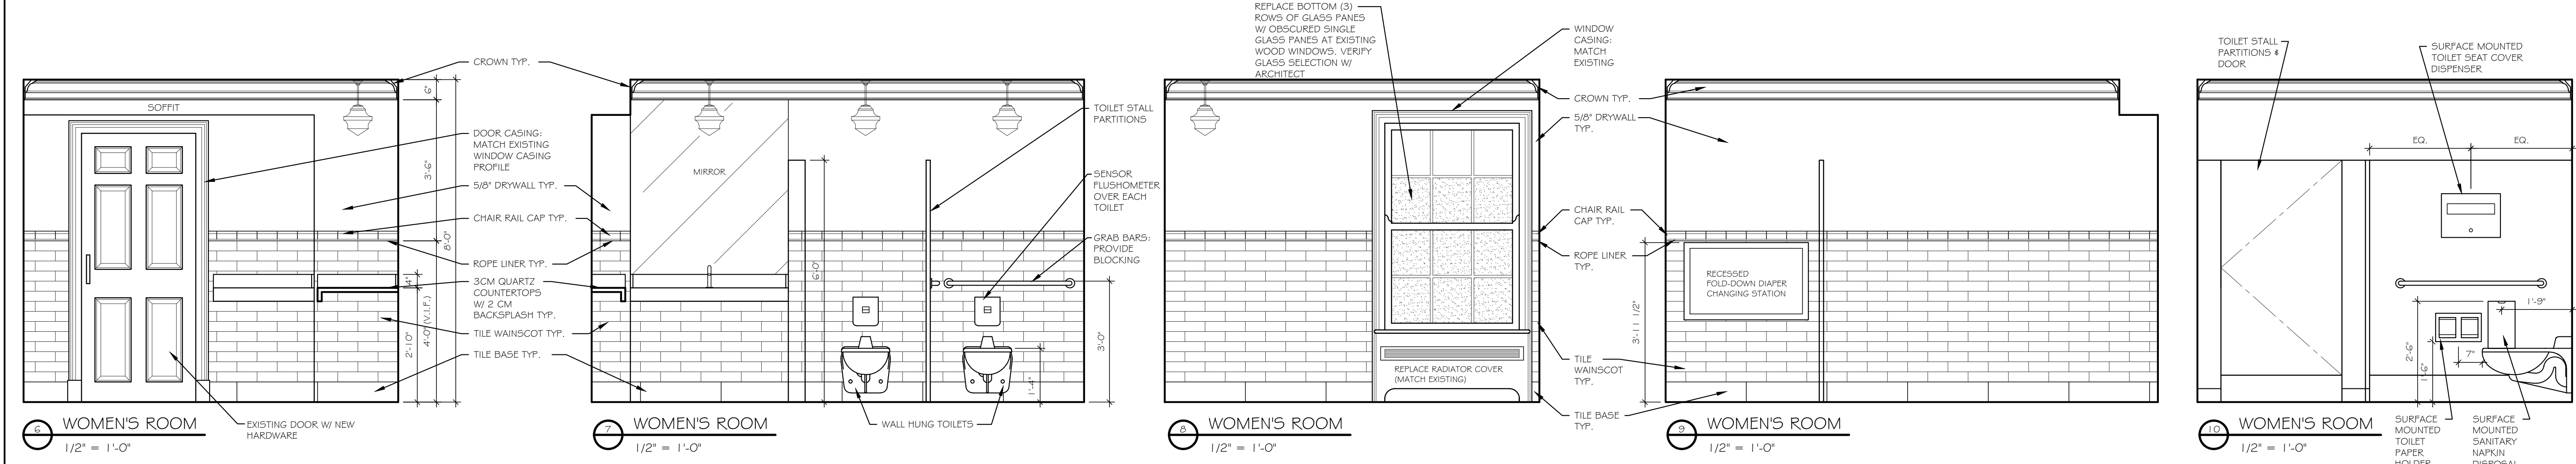 CROWN TYP.
SOFFIT
6"
DOOR CASING:
MATCH EXISTING
WINDOW CASING
PROFILE
3'-6"
5/8" DRYWALL TYP.
CHAIR RAIL CAP TYP.
8'-0"
ROPE LINER TYP.
4"
3CM QUARTZ
COUNTERTOPS
W/ 2 CM
BACKSPLASH TYP.
4'-0" (V.I.F.)
2'-10"
TILE WAINSCOT TYP.
TILE BASE TYP.
6 WOMEN'S ROOM
1/2" = 1'-0"
EXISTING DOOR W/ NEW
HARDWARE
MIRROR
TOILET STALL
PARTITIONS
SENSOR
FLUSHOMETER
OVER EACH
TOILET
GRAB BARS:
PROVIDE
BLOCKING
6'-0"
3'-0"
1'-4"
WALL HUNG TOILETS
7 WOMEN'S ROOM
1/2" = 1'-0"
REPLACE BOTTOM (3)
ROWS OF GLASS PANES
W/ OBSCURED SINGLE
GLASS PANES AT EXISTING
WOOD WINDOWS. VERIFY
GLASS SELECTION W/
ARCHITECT
WINDOW
CASING:
MATCH
EXISTING
CROWN TYP.
5/8" DRYWALL
TYP.
CHAIR RAIL
CAP TYP.
ROPE LINER
TYP.
REPLACE RADIATOR COVER
(MATCH EXISTING)
TILE
WAINSCOT
TYP.
TILE BASE
TYP.
8 WOMEN'S ROOM
1/2" = 1'-0"
RECESSED
FOLD-DOWN DIAPER
CHANGING STATION
3'-11 1/2"
9 WOMEN'S ROOM
1/2" = 1'-0"
TOILET STALL
PARTITIONS &
DOOR
SURFACE MOUNTED
TOILET SEAT COVER
DISPENSER
EQ. EQ.
1'-9"
7"
2'-6"
1'-6"
10 WOMEN'S ROOM
1/2" = 1'-0"
SURFACE
MOUNTED
TOILET
PAPER
HOLDER
SURFACE
MOUNTED
SANITARY
NAPKIN
DISPOSAL